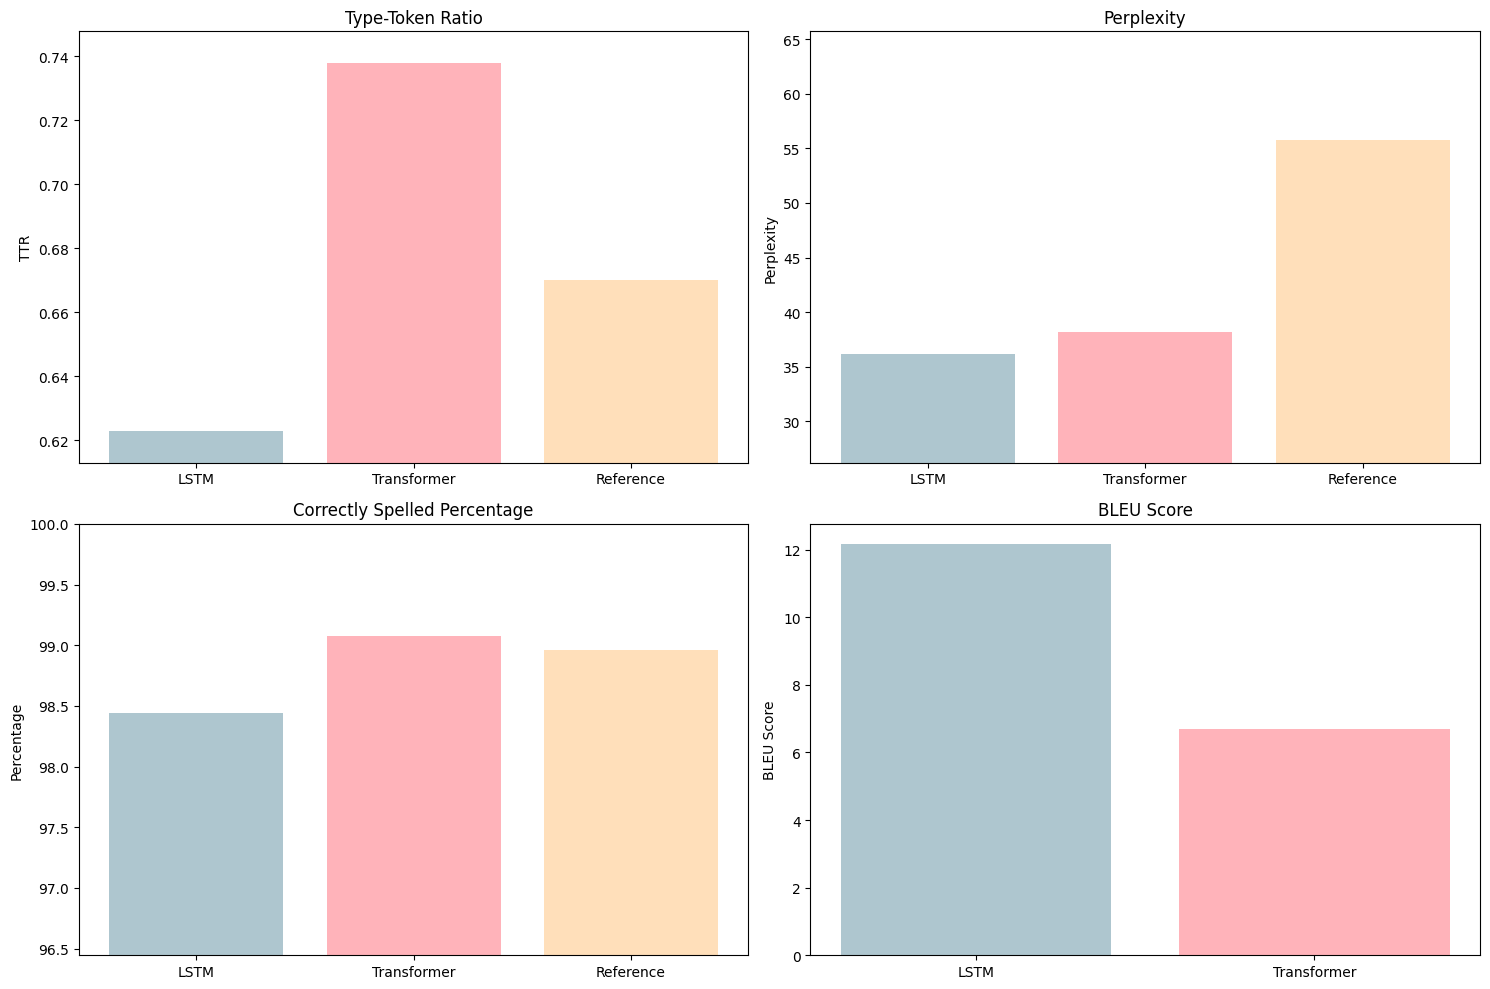 Type-Token Ratio
TTR
0.74
0.72
0.70
0.68
0.66
0.64
0.62
LSTM Transformer Reference
Perplexity
Perplexity
65
60
55
50
45
40
35
30
LSTM Transformer Reference
Correctly Spelled Percentage
Percentage
100.0
99.5
99.0
98.5
98.0
97.5
97.0
96.5
LSTM Transformer Reference
BLEU Score
BLEU Score
12
10
8
6
4
2
0
LSTM Transformer